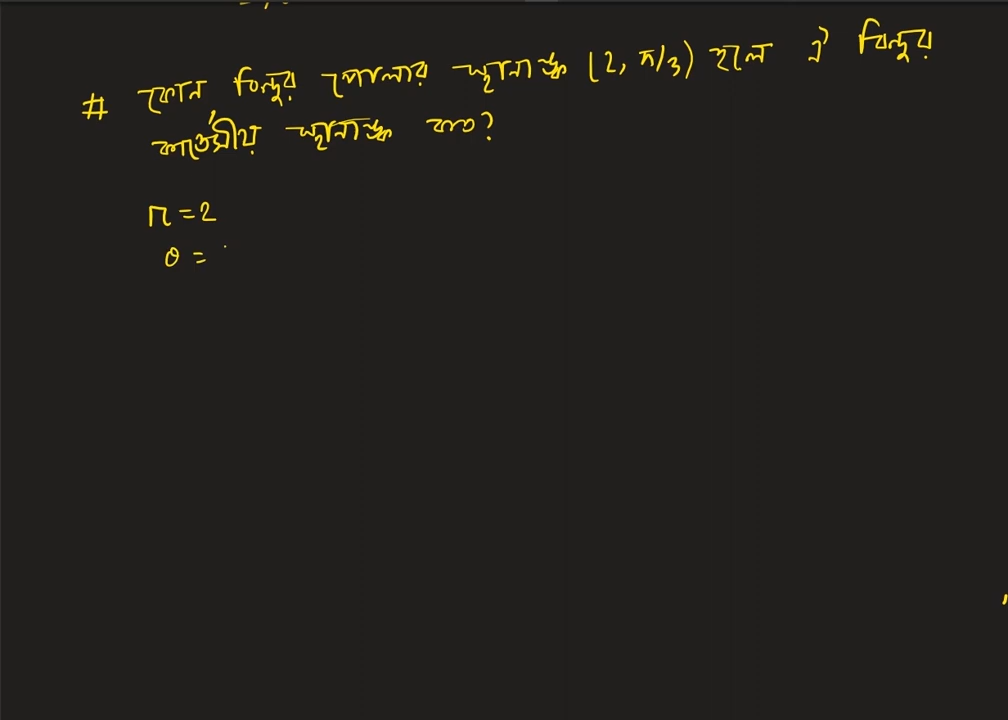 # কোন বিন্দুর পোলার স্থানাঙ্ক (2, π/3) হলে ঐ বিন্দুর
কার্তেসীয় স্থানাঙ্ক কত?
r = 2
θ =